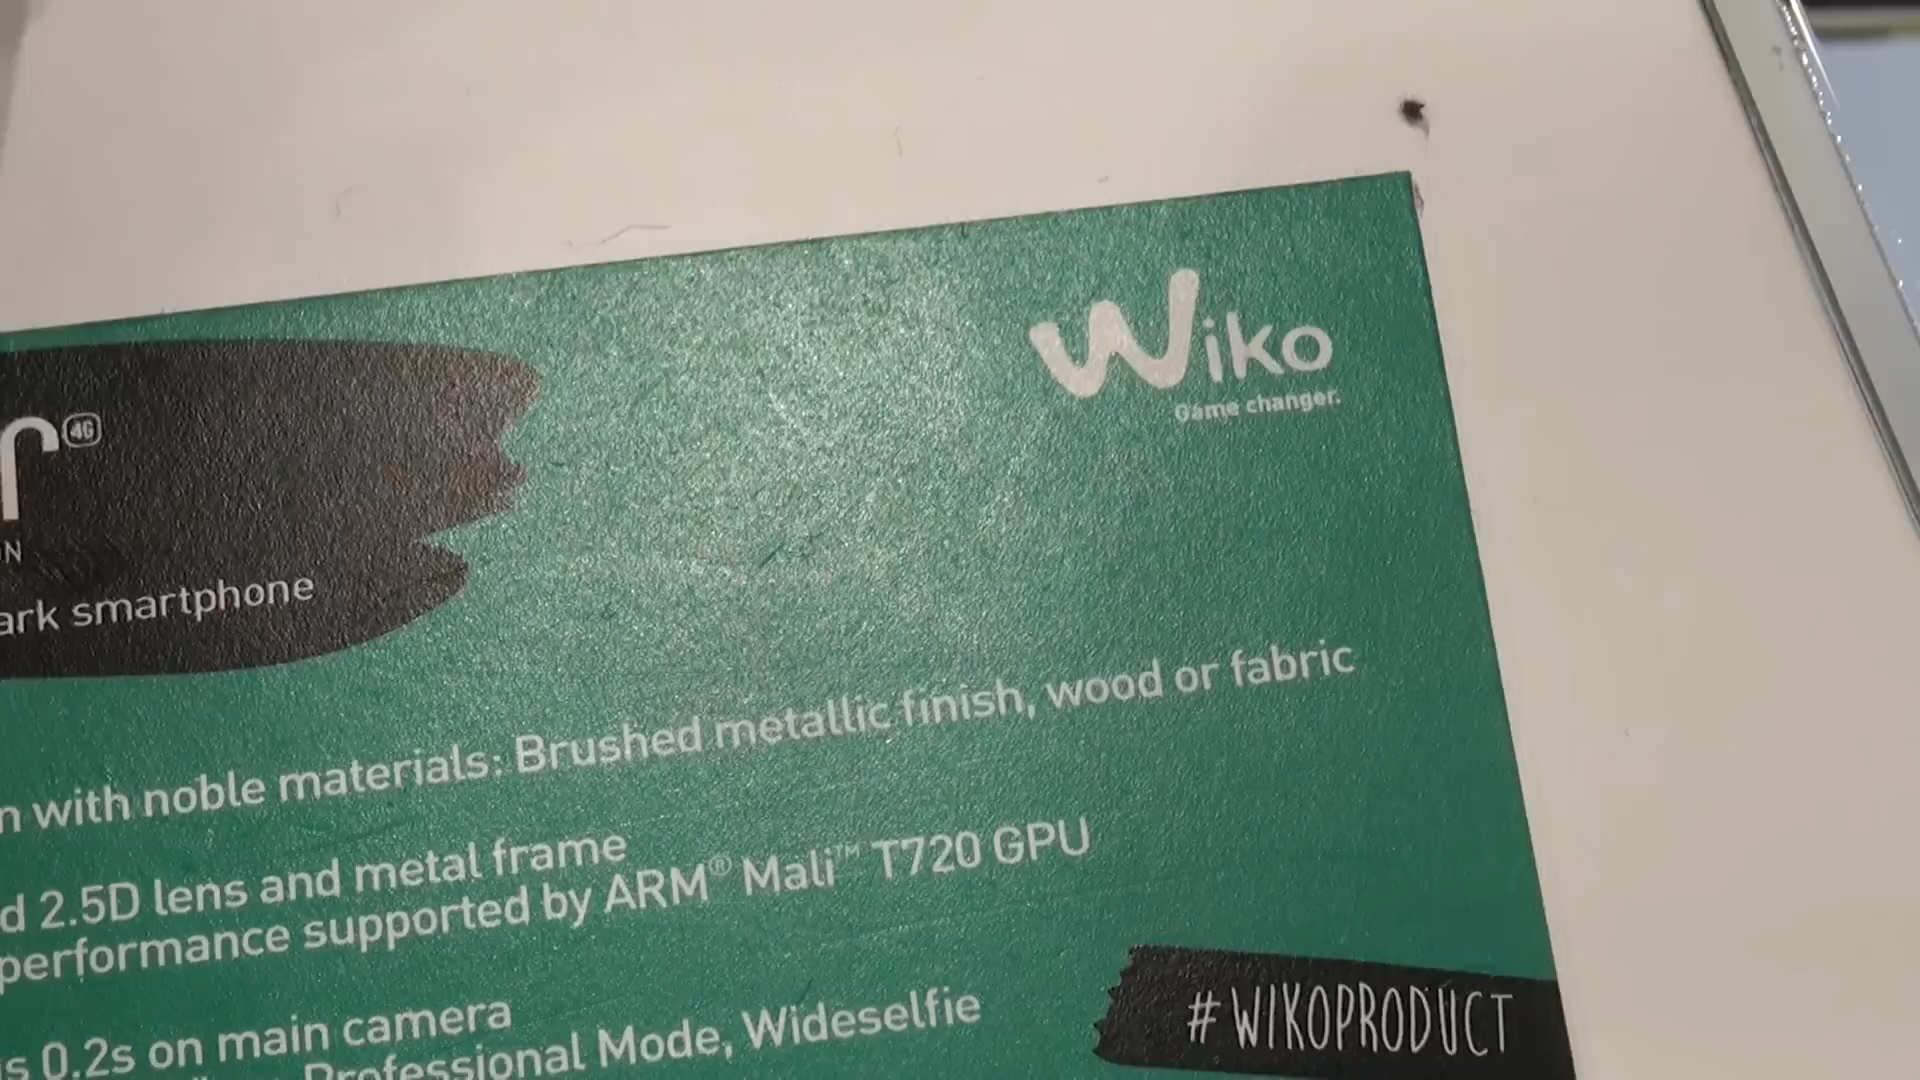 Wiko
Game changer.
r 4G
ON
ark smartphone
n with noble materials: Brushed metallic finish, wood or fabric
d 2.5D lens and metal frame
performance supported by ARM® Mali™ T720 GPU
s 0.2s on main camera
Professional Mode, Wideselfie
#WIKOPRODUCT